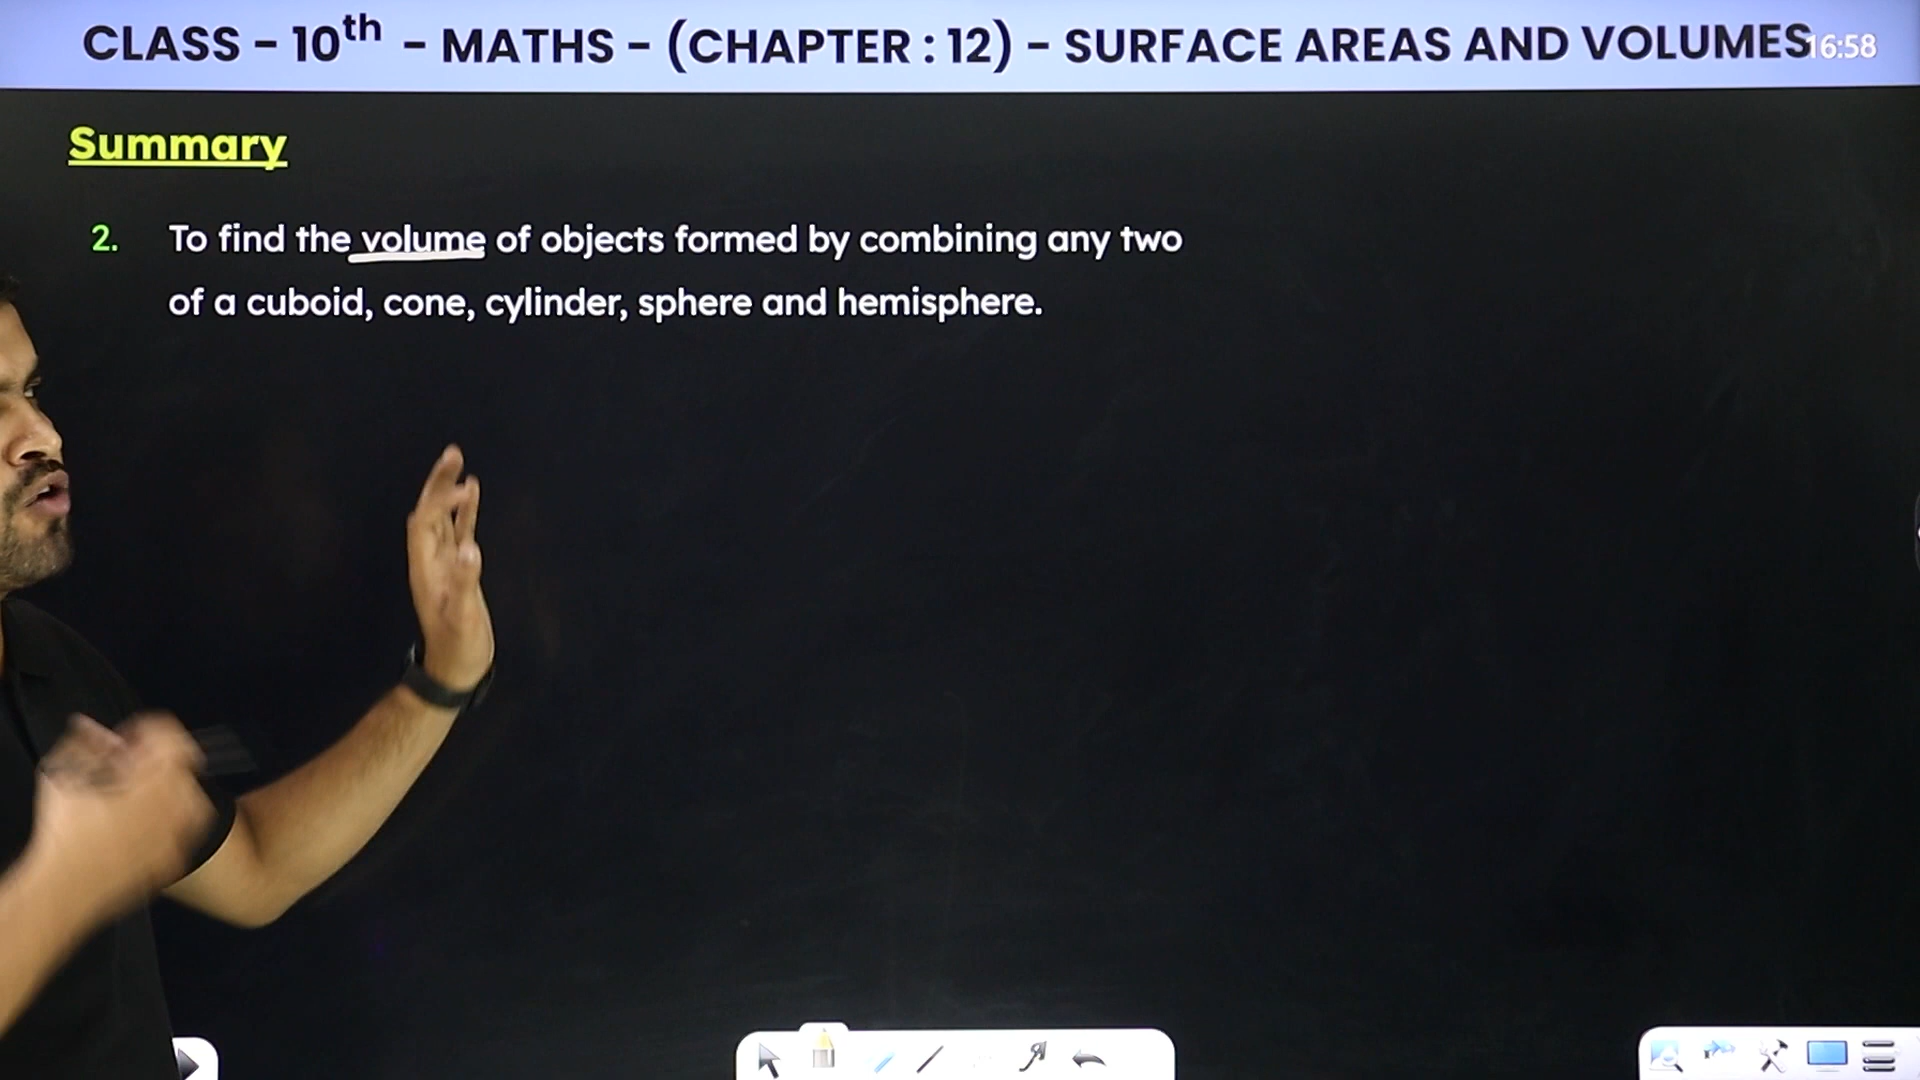 CLASS - 10th - MATHS - (CHAPTER : 12) - SURFACE AREAS AND VOLUMES
16:58
Summary
2. To find the volume of objects formed by combining any two
of a cuboid, cone, cylinder, sphere and hemisphere.